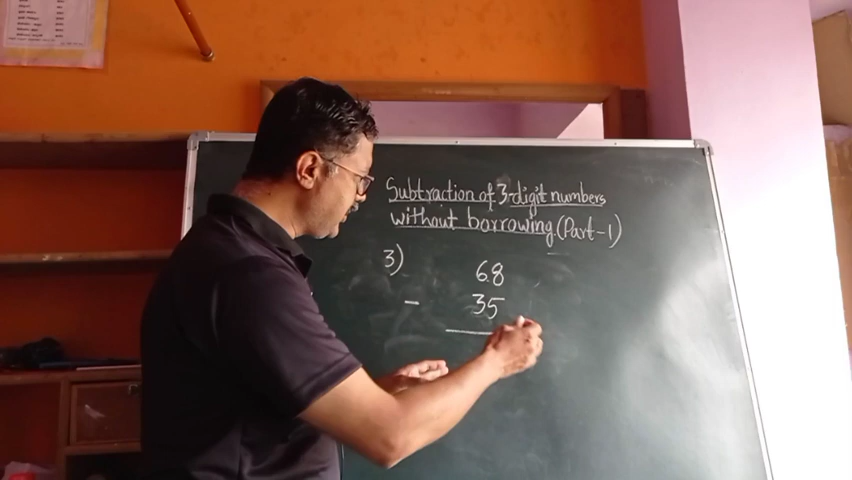 Subtraction of 3-digit numbers
without borrowing.(Part-1)
3) 68
- 35